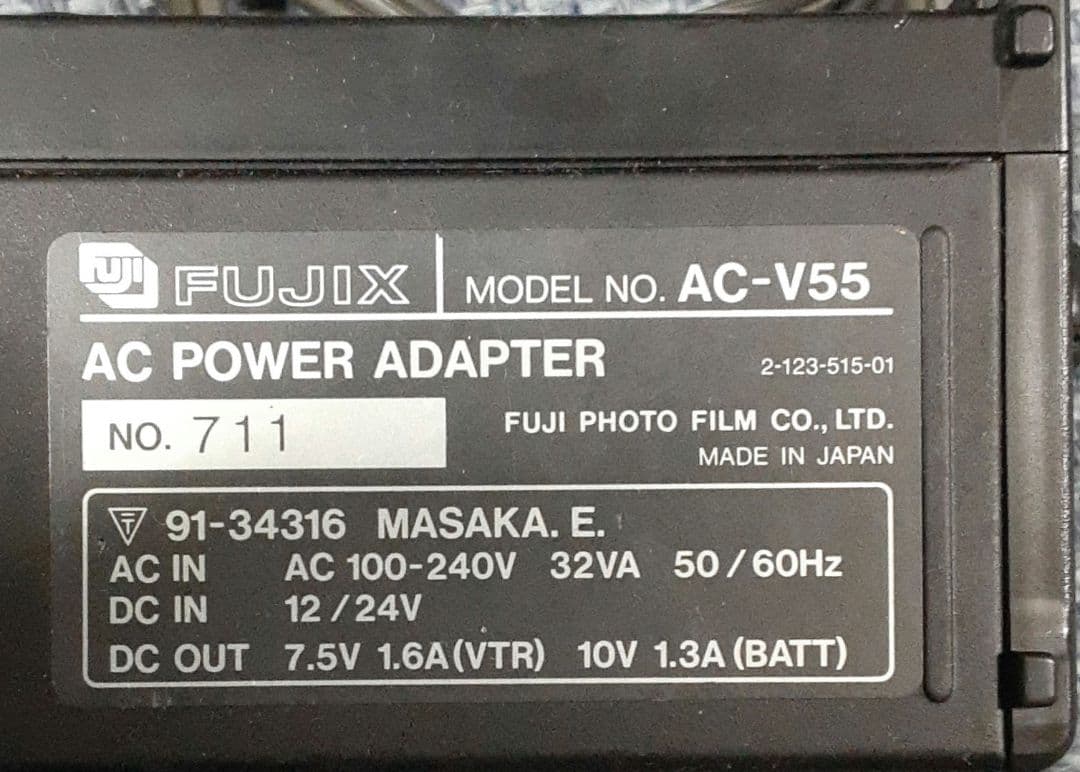 FUJI FUJIX MODEL NO. AC-V55
AC POWER ADAPTER 2-123-515-01
NO. 711 FUJI PHOTO FILM CO., LTD.
MADE IN JAPAN
T 91-34316 MASAKA. E.
AC IN AC 100-240V 32VA 50/60Hz
DC IN 12/24V
DC OUT 7.5V 1.6A(VTR) 10V 1.3A(BATT)